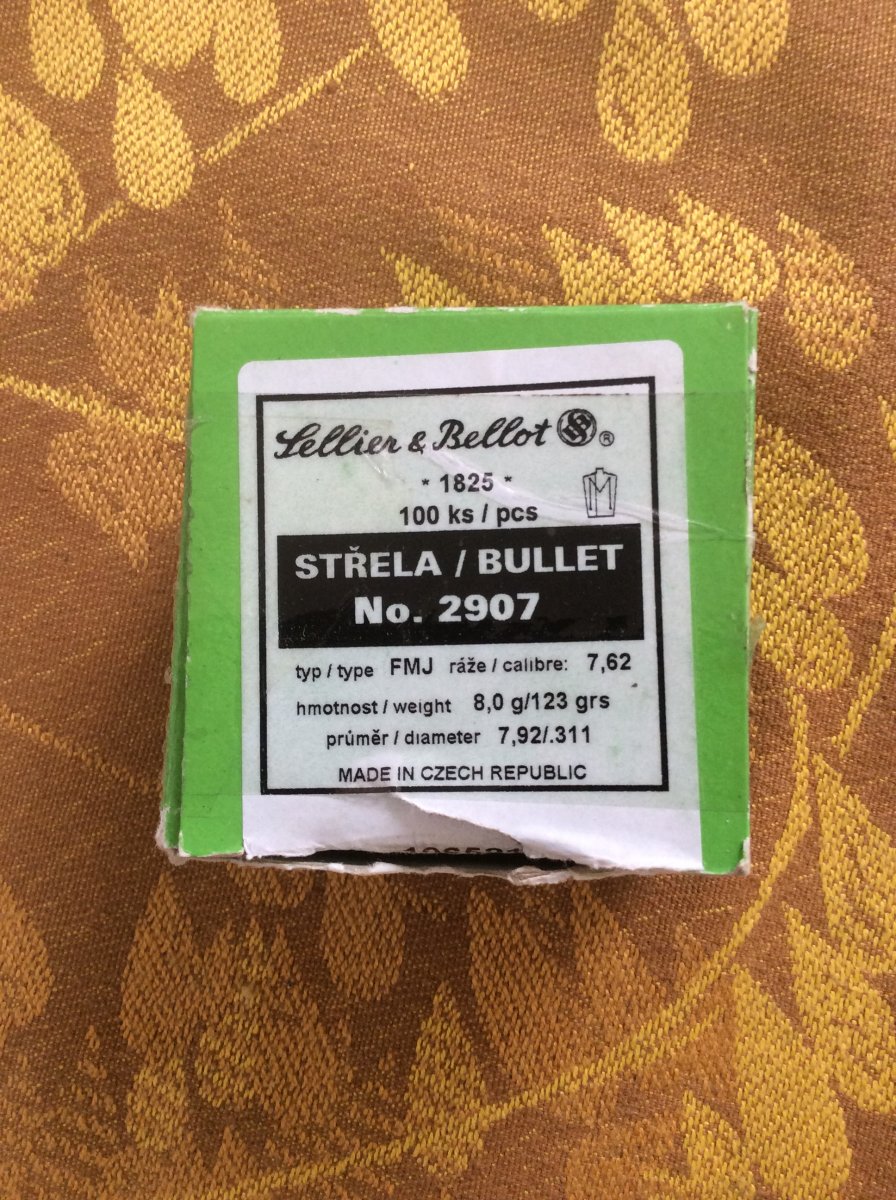 Sellier & Bellot SB ®
* 1825 *
100 ks / pcs
STŘELA / BULLET
No. 2907
typ / type FMJ ráže / calibre: 7,62
hmotnost / weight 8,0 g/123 grs
průměr / diameter 7,92/.311
MADE IN CZECH REPUBLIC